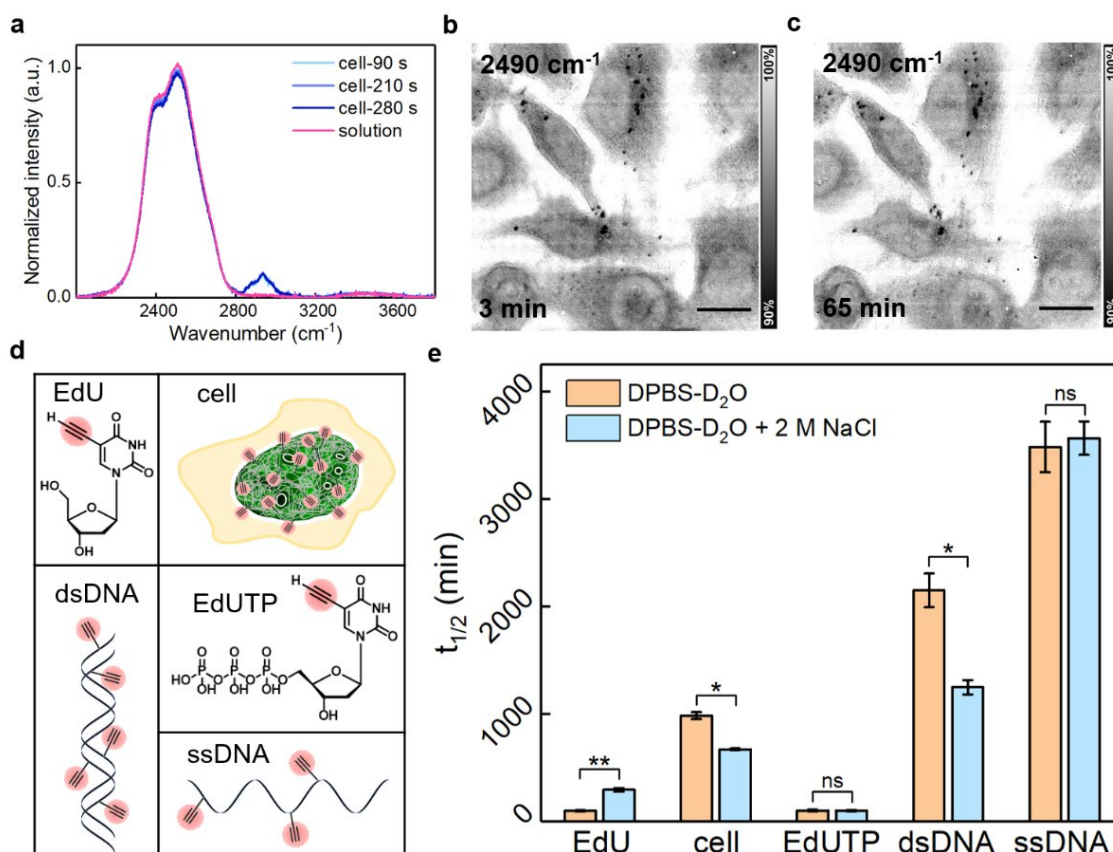 a
Normalized intensity (a.u.)
1.0
0.5
0.0
2400 2800 3200 3600
Wavenumber (cm-1)
cell-90 s
cell-210 s
cell-280 s
solution
b
2490 cm-1
3 min
100%
90%
c
2490 cm-1
65 min
100%
90%
d
EdU
H
O
NH
N
O
HO
O
OH
cell
dsDNA
EdUTP
H
O
NH
N
O
O O O
HO-P-O-P-O-P-O
OH OH OH
O
OH
ssDNA
e
DPBS-D2O
DPBS-D2O + 2 M NaCl
t1/2 (min)
4000
3000
2000
1000
0
**
*
ns
*
ns
EdU cell EdUTP dsDNA ssDNA